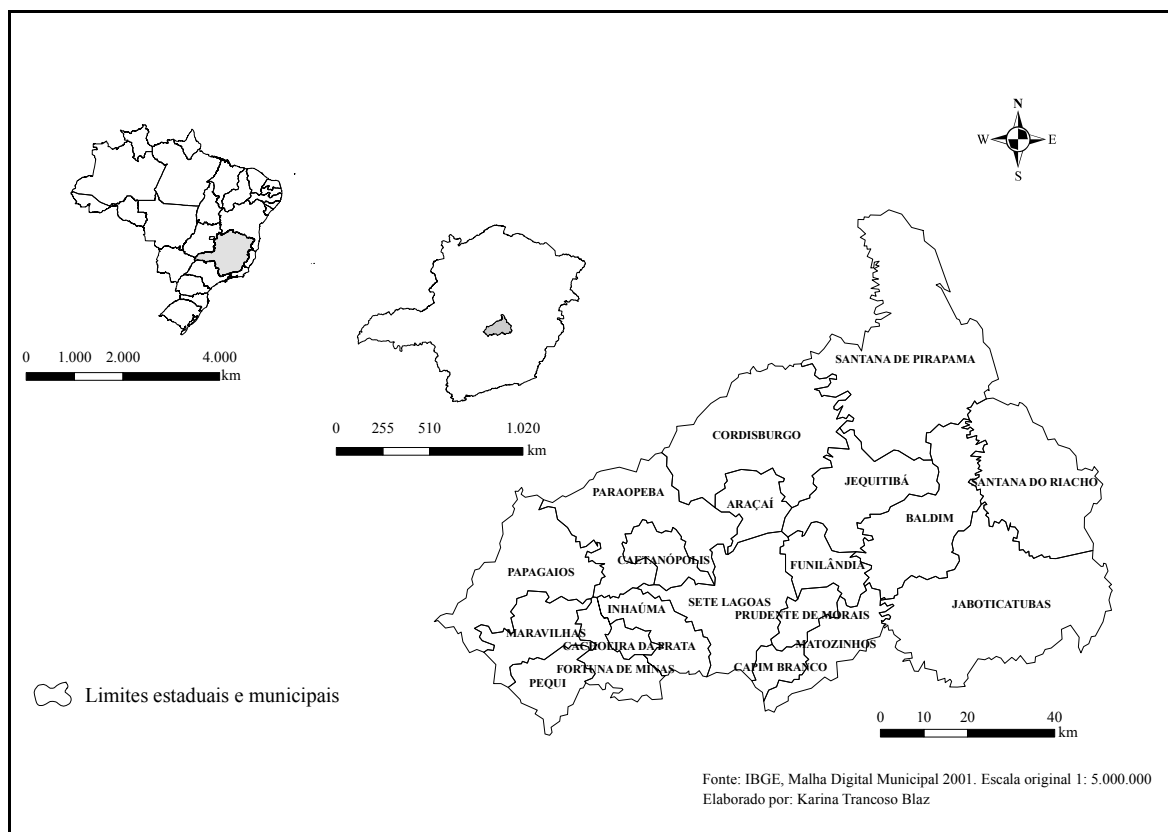 N
W E
S
0 1.000 2.000 4.000
km
0 255 510 1.020
km
SANTANA DE PIRAPAMA
CORDISBURGO
JEQUITIBÁ
SANTANA DO RIACHO
PARAOPEBA
ARAÇAÍ
BALDIM
CAETANÓPOLIS
FUNILÂNDIA
PAPAGAIOS
SETE LAGOAS
JABOTICATUBAS
INHAÚMA
PRUDENTE DE MORAIS
MARAVILHAS
CACHOEIRA DA PRATA
MATOZINHOS
FORTUNA DE MINAS
CAPIM BRANCO
PEQUI
Limites estaduais e municipais
0 10 20 40
km
Fonte: IBGE, Malha Digital Municipal 2001. Escala original 1: 5.000.000
Elaborado por: Karina Trancoso Blaz